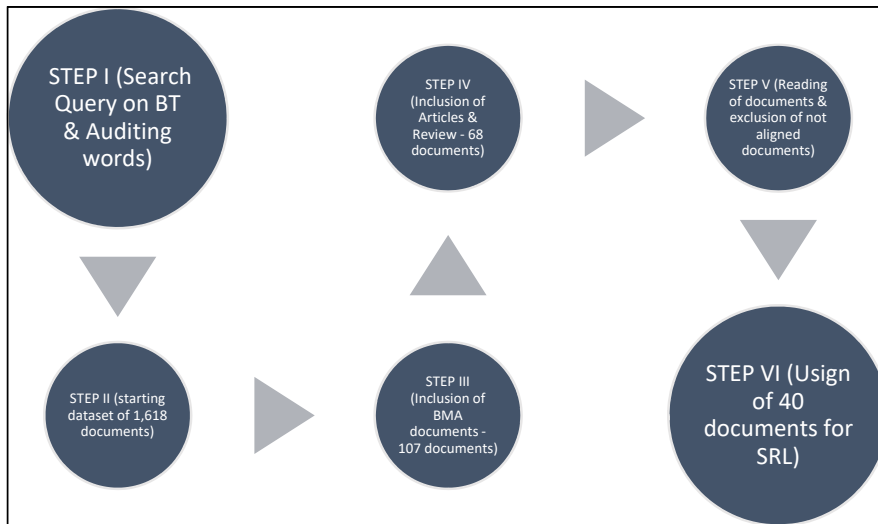 STEP I (Search
Query on BT
& Auditing
words)
STEP II (starting
dataset of 1,618
documents)
STEP III
(Inclusion of
BMA
documents -
107 documents)
STEP IV
(Inclusion of
Articles &
Review - 68
documents)
STEP V (Reading
of documents &
exclusion of not
aligned
documents)
STEP VI (Usign
of 40
documents for
SRL)